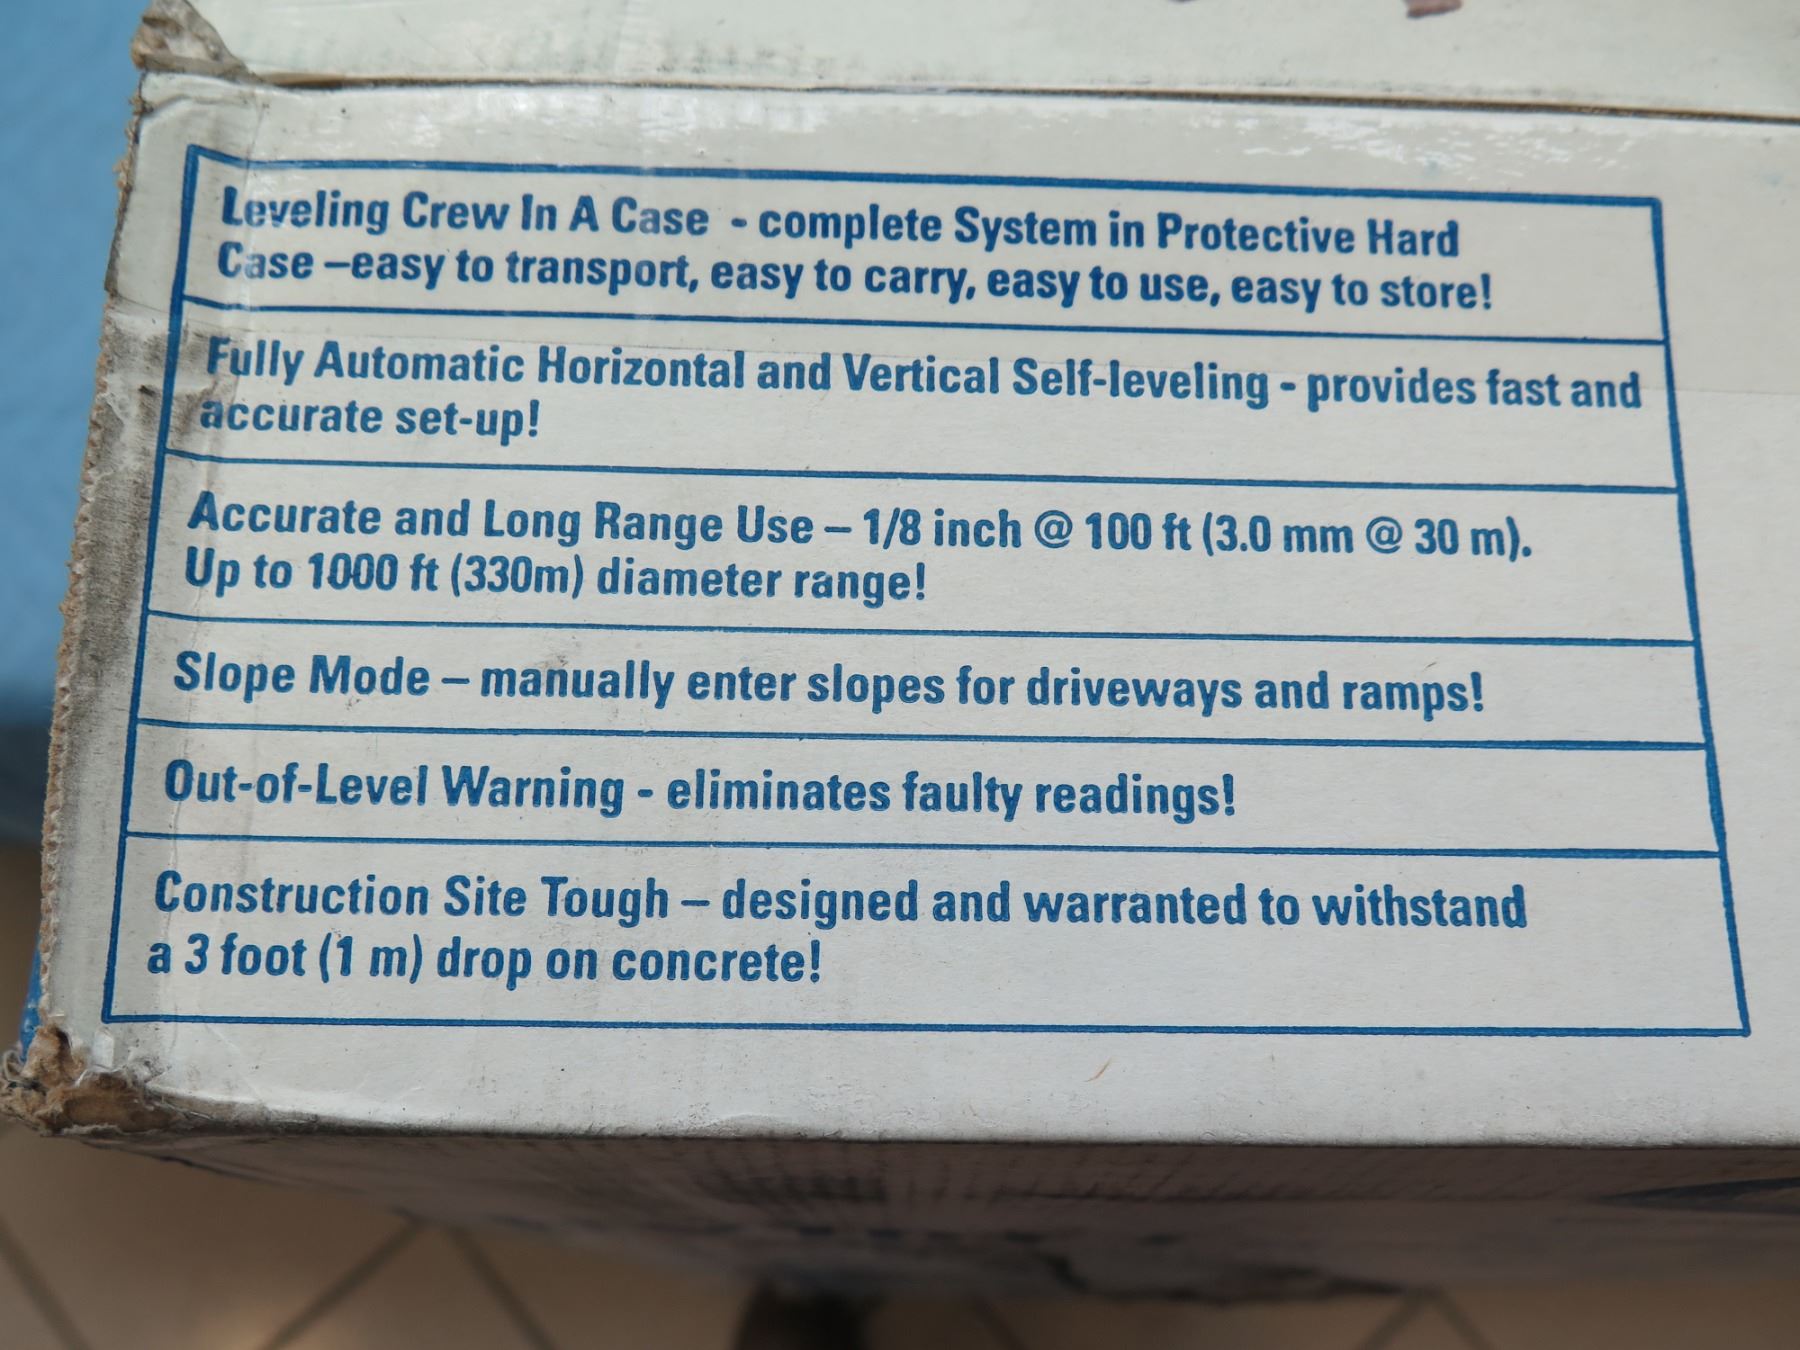 Leveling Crew In A Case - complete System in Protective Hard
Case –easy to transport, easy to carry, easy to use, easy to store!
Fully Automatic Horizontal and Vertical Self-leveling - provides fast and
accurate set-up!
Accurate and Long Range Use – 1/8 inch @ 100 ft (3.0 mm @ 30 m).
Up to 1000 ft (330m) diameter range!
Slope Mode – manually enter slopes for driveways and ramps!
Out-of-Level Warning - eliminates faulty readings!
Construction Site Tough – designed and warranted to withstand
a 3 foot (1 m) drop on concrete!